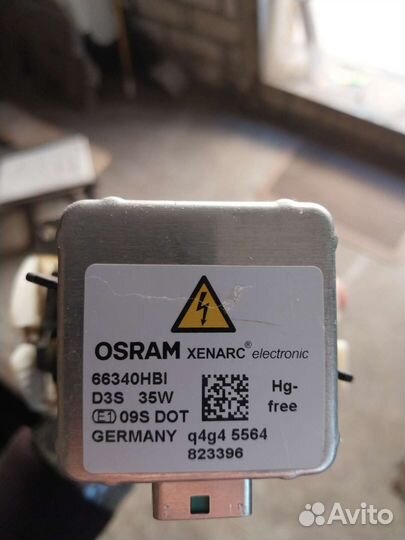 OSRAM XENARC® electronic
66340HBI
D3S 35W
Hg-
free
E1 09S DOT
GERMANY q4g4 5564
823396
Avito